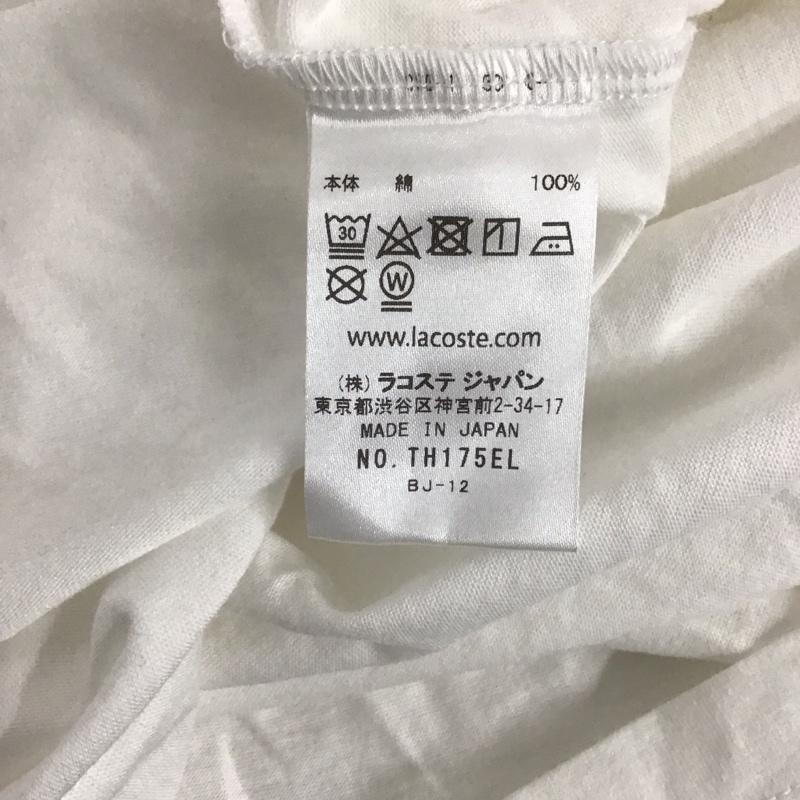 本体 綿 100%
30
W
www.lacoste.com
(株) ラコステ ジャパン
東京都渋谷区神宮前2-34-17
MADE IN JAPAN
NO. TH175EL
BJ-12